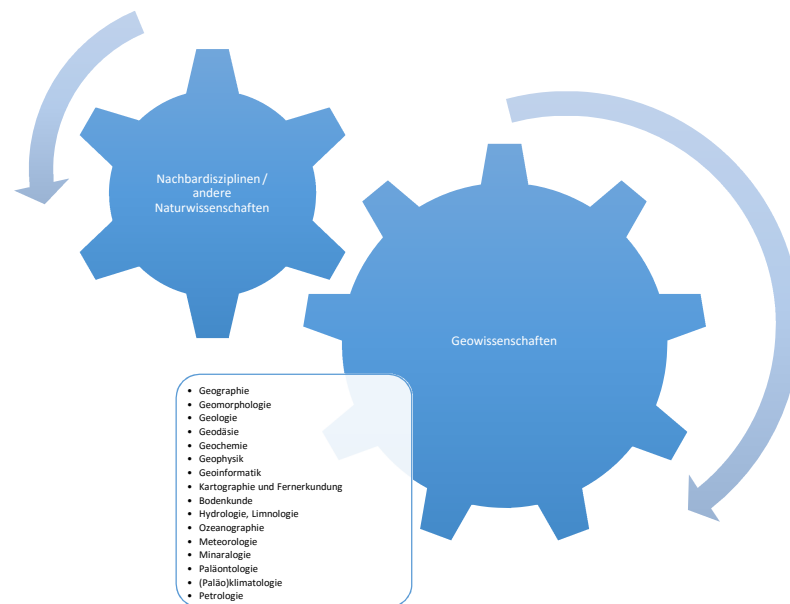 Nachbardisziplinen /
andere
Naturwissenschaften
Geowissenschaften
• Geographie
• Geomorphologie
• Geologie
• Geodäsie
• Geochemie
• Geophysik
• Geoinformatik
• Kartographie und Fernerkundung
• Bodenkunde
• Hydrologie, Limnologie
• Ozeanographie
• Meteorologie
• Minaralogie
• Paläontologie
• (Paläo)klimatologie
• Petrologie